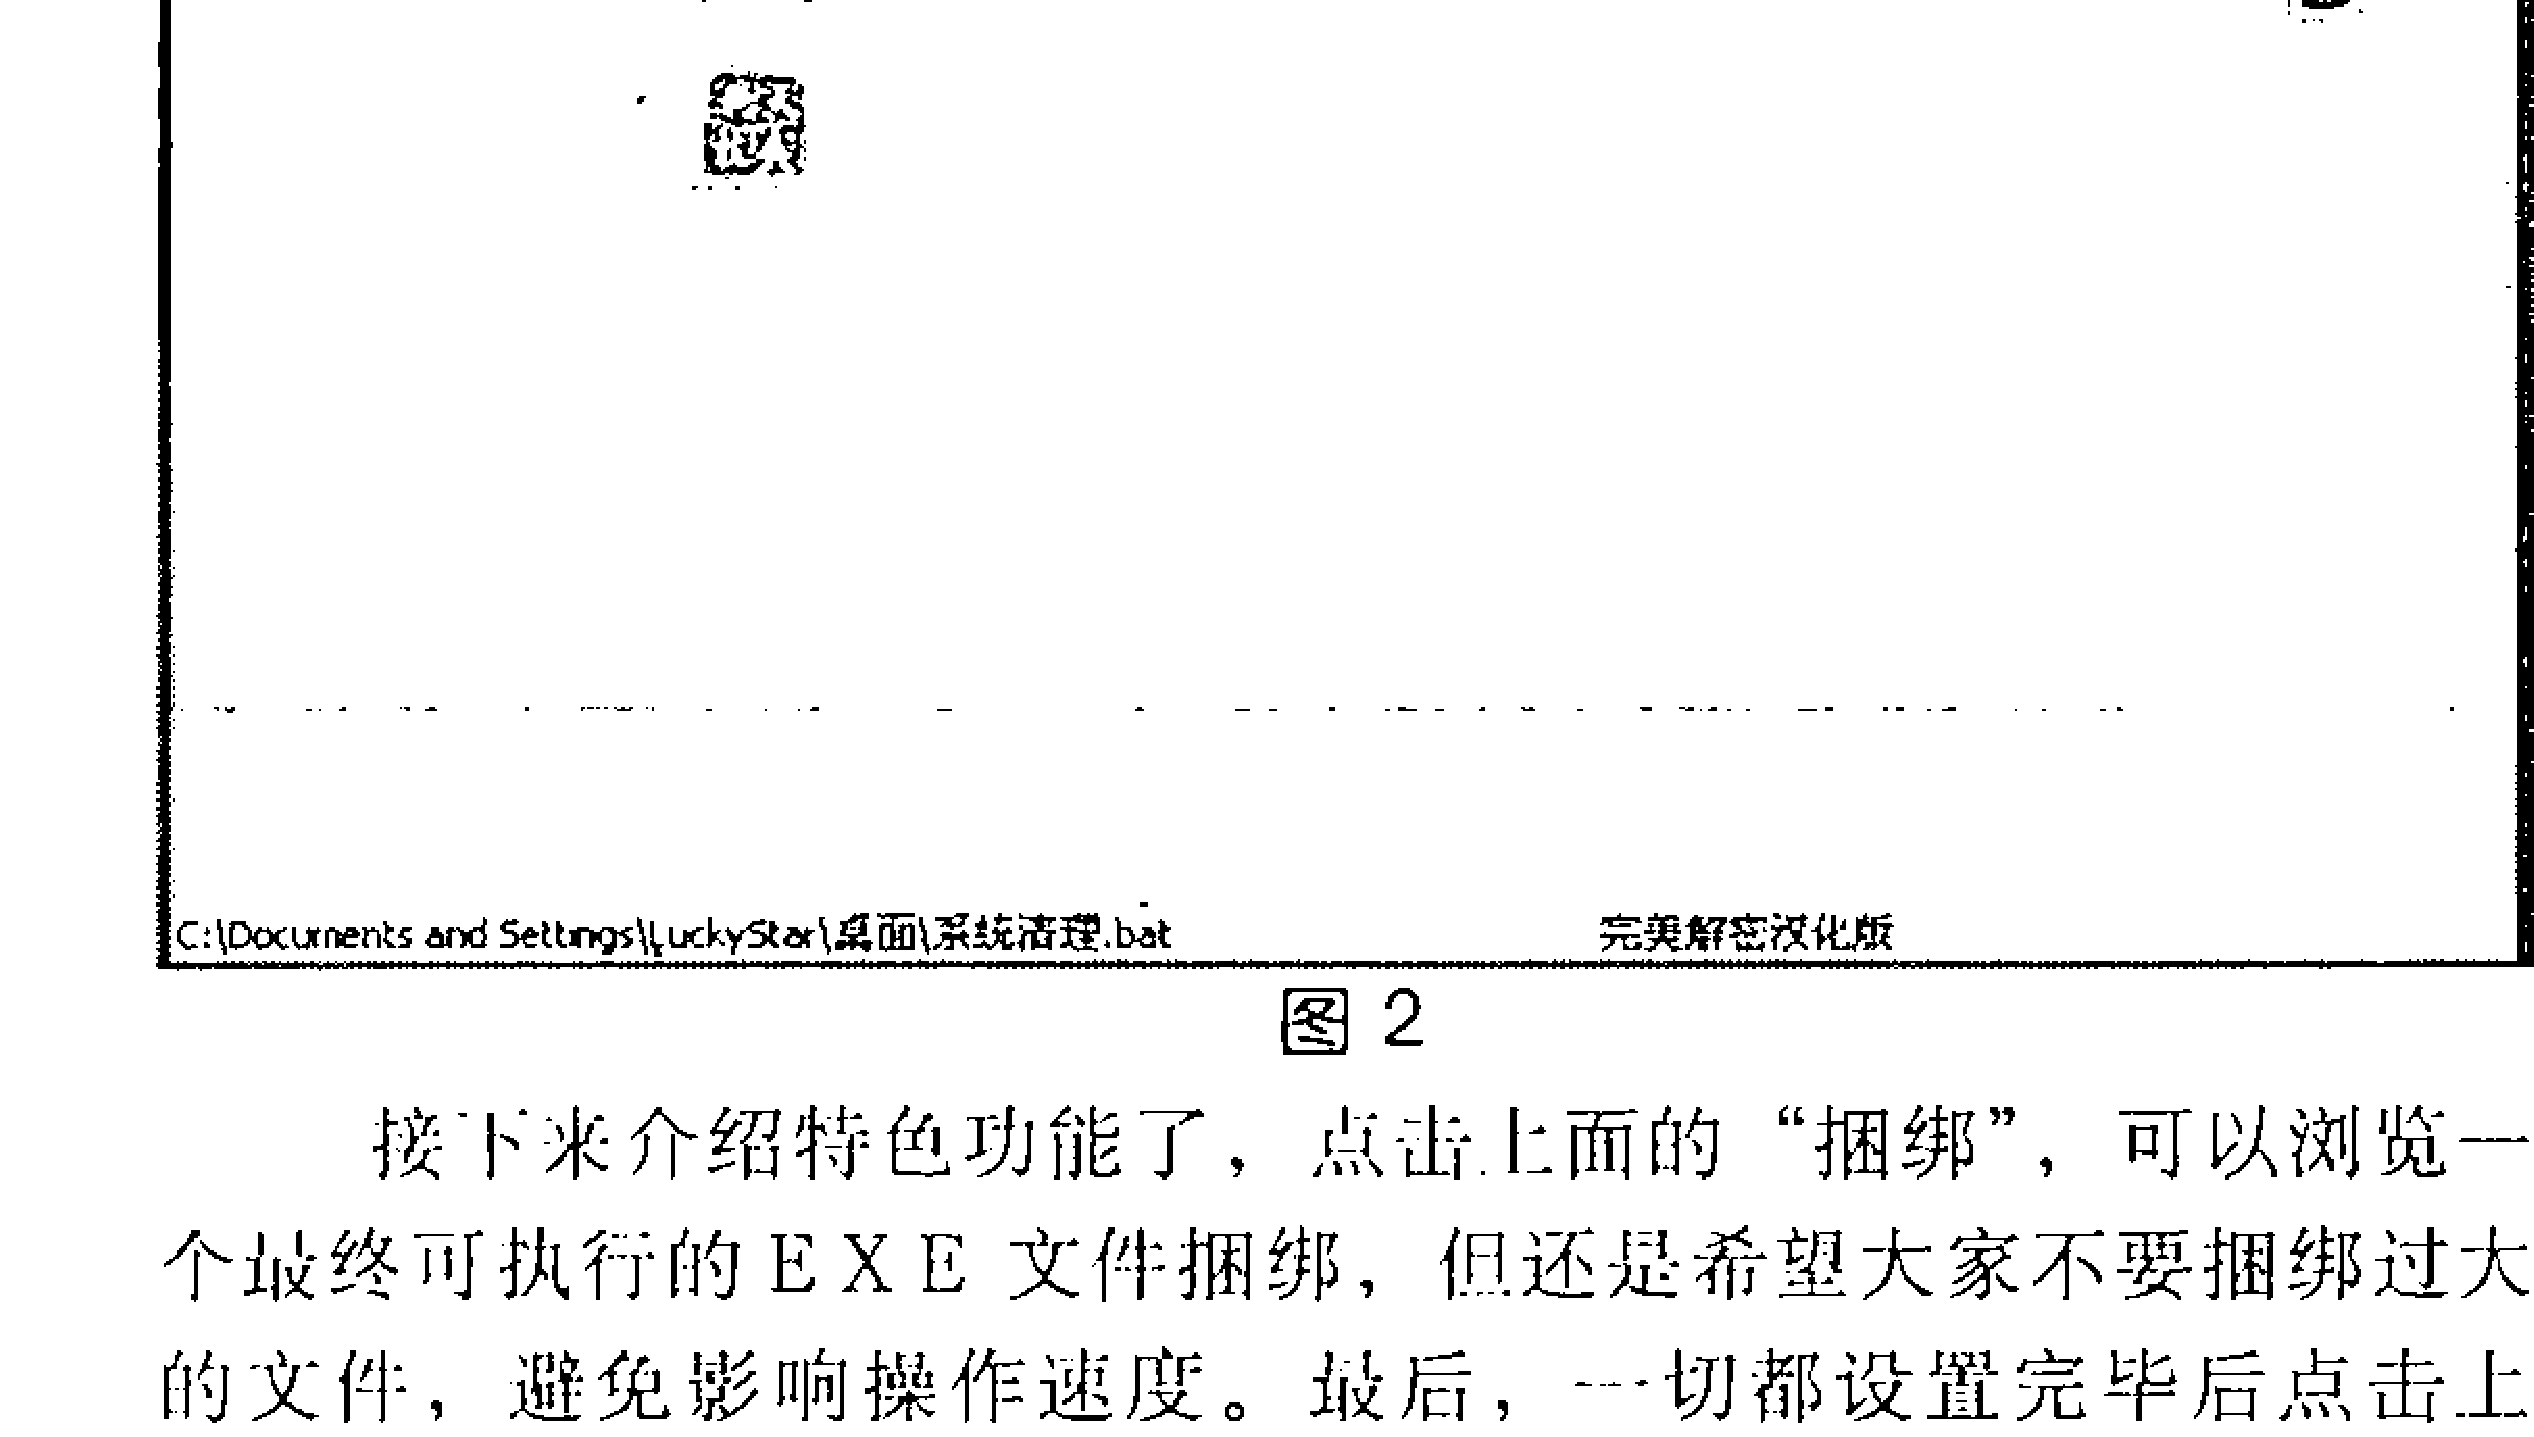 C:\Documents and Settings\LuckyStar\桌面\系统清理.bat 完美解密汉化版
图 2
接下来介绍特色功能了，点击上面的“捆绑”，可以浏览一
个最终可执行的EXE 文件捆绑，但还是希望大家不要捆绑过大
的文件，避免影响操作速度。最后，一切都设置完毕后点击上